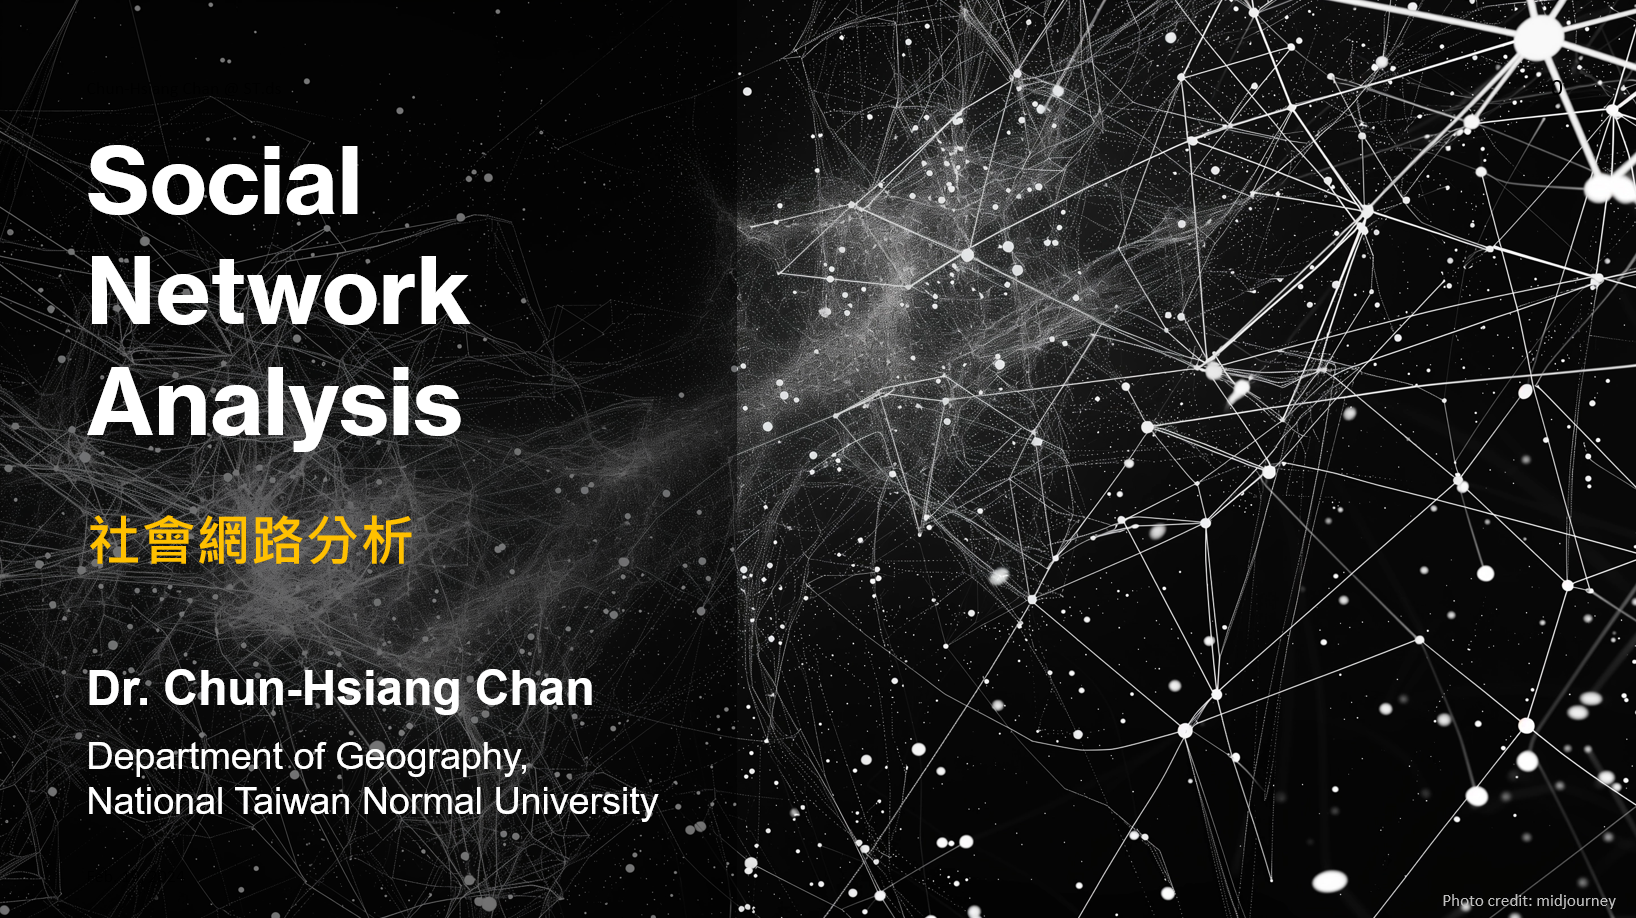 Social
Network
Analysis
社會網路分析
Dr. Chun-Hsiang Chan
Department of Geography,
National Taiwan Normal University
Photo credit: midjourney